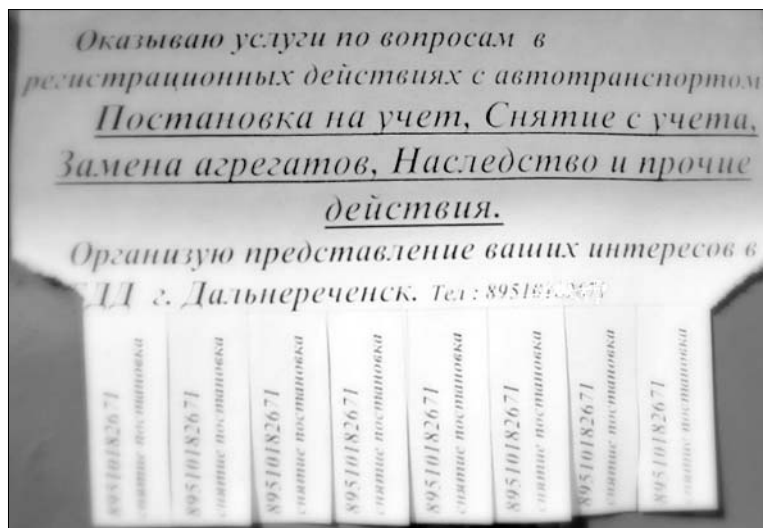 Оказываю услуги по вопросам в
регистрационных действиях с автотранспортом
Постановка на учет, Снятие с учета,
Замена агрегатов, Наследство и прочие
действия.
Организую представление ваших интересов в
г. Дальнереченск. Тел :
89510182671
снятие постановка
89510182671
снятие постановка
89510182671
снятие постановка
89510182671
снятие постановка
89510182671
снятие постановка
89510182671
снятие постановка
89510182671
снятие постановка
89510182671
снятие постановка